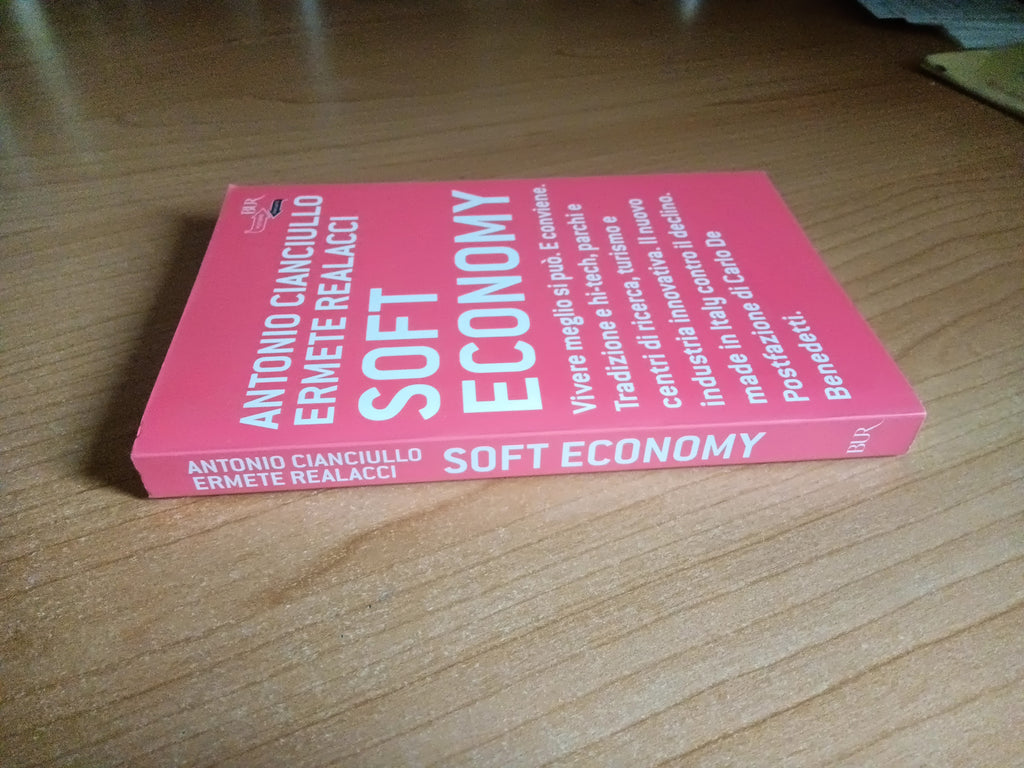 BUR
ANTONIO CIANCIULLO
ERMETE REALACCI
SOFT
ECONOMY
Vivere meglio si può. E conviene.
Tradizione e hi-tech, parchi e
centri di ricerca, turismo e
industria innovativa. Il nuovo
made in Italy contro il declino.
Postfazione di Carlo De
Benedetti.
ANTONIO CIANCIULLO
ERMETE REALACCI
SOFT ECONOMY
BUR